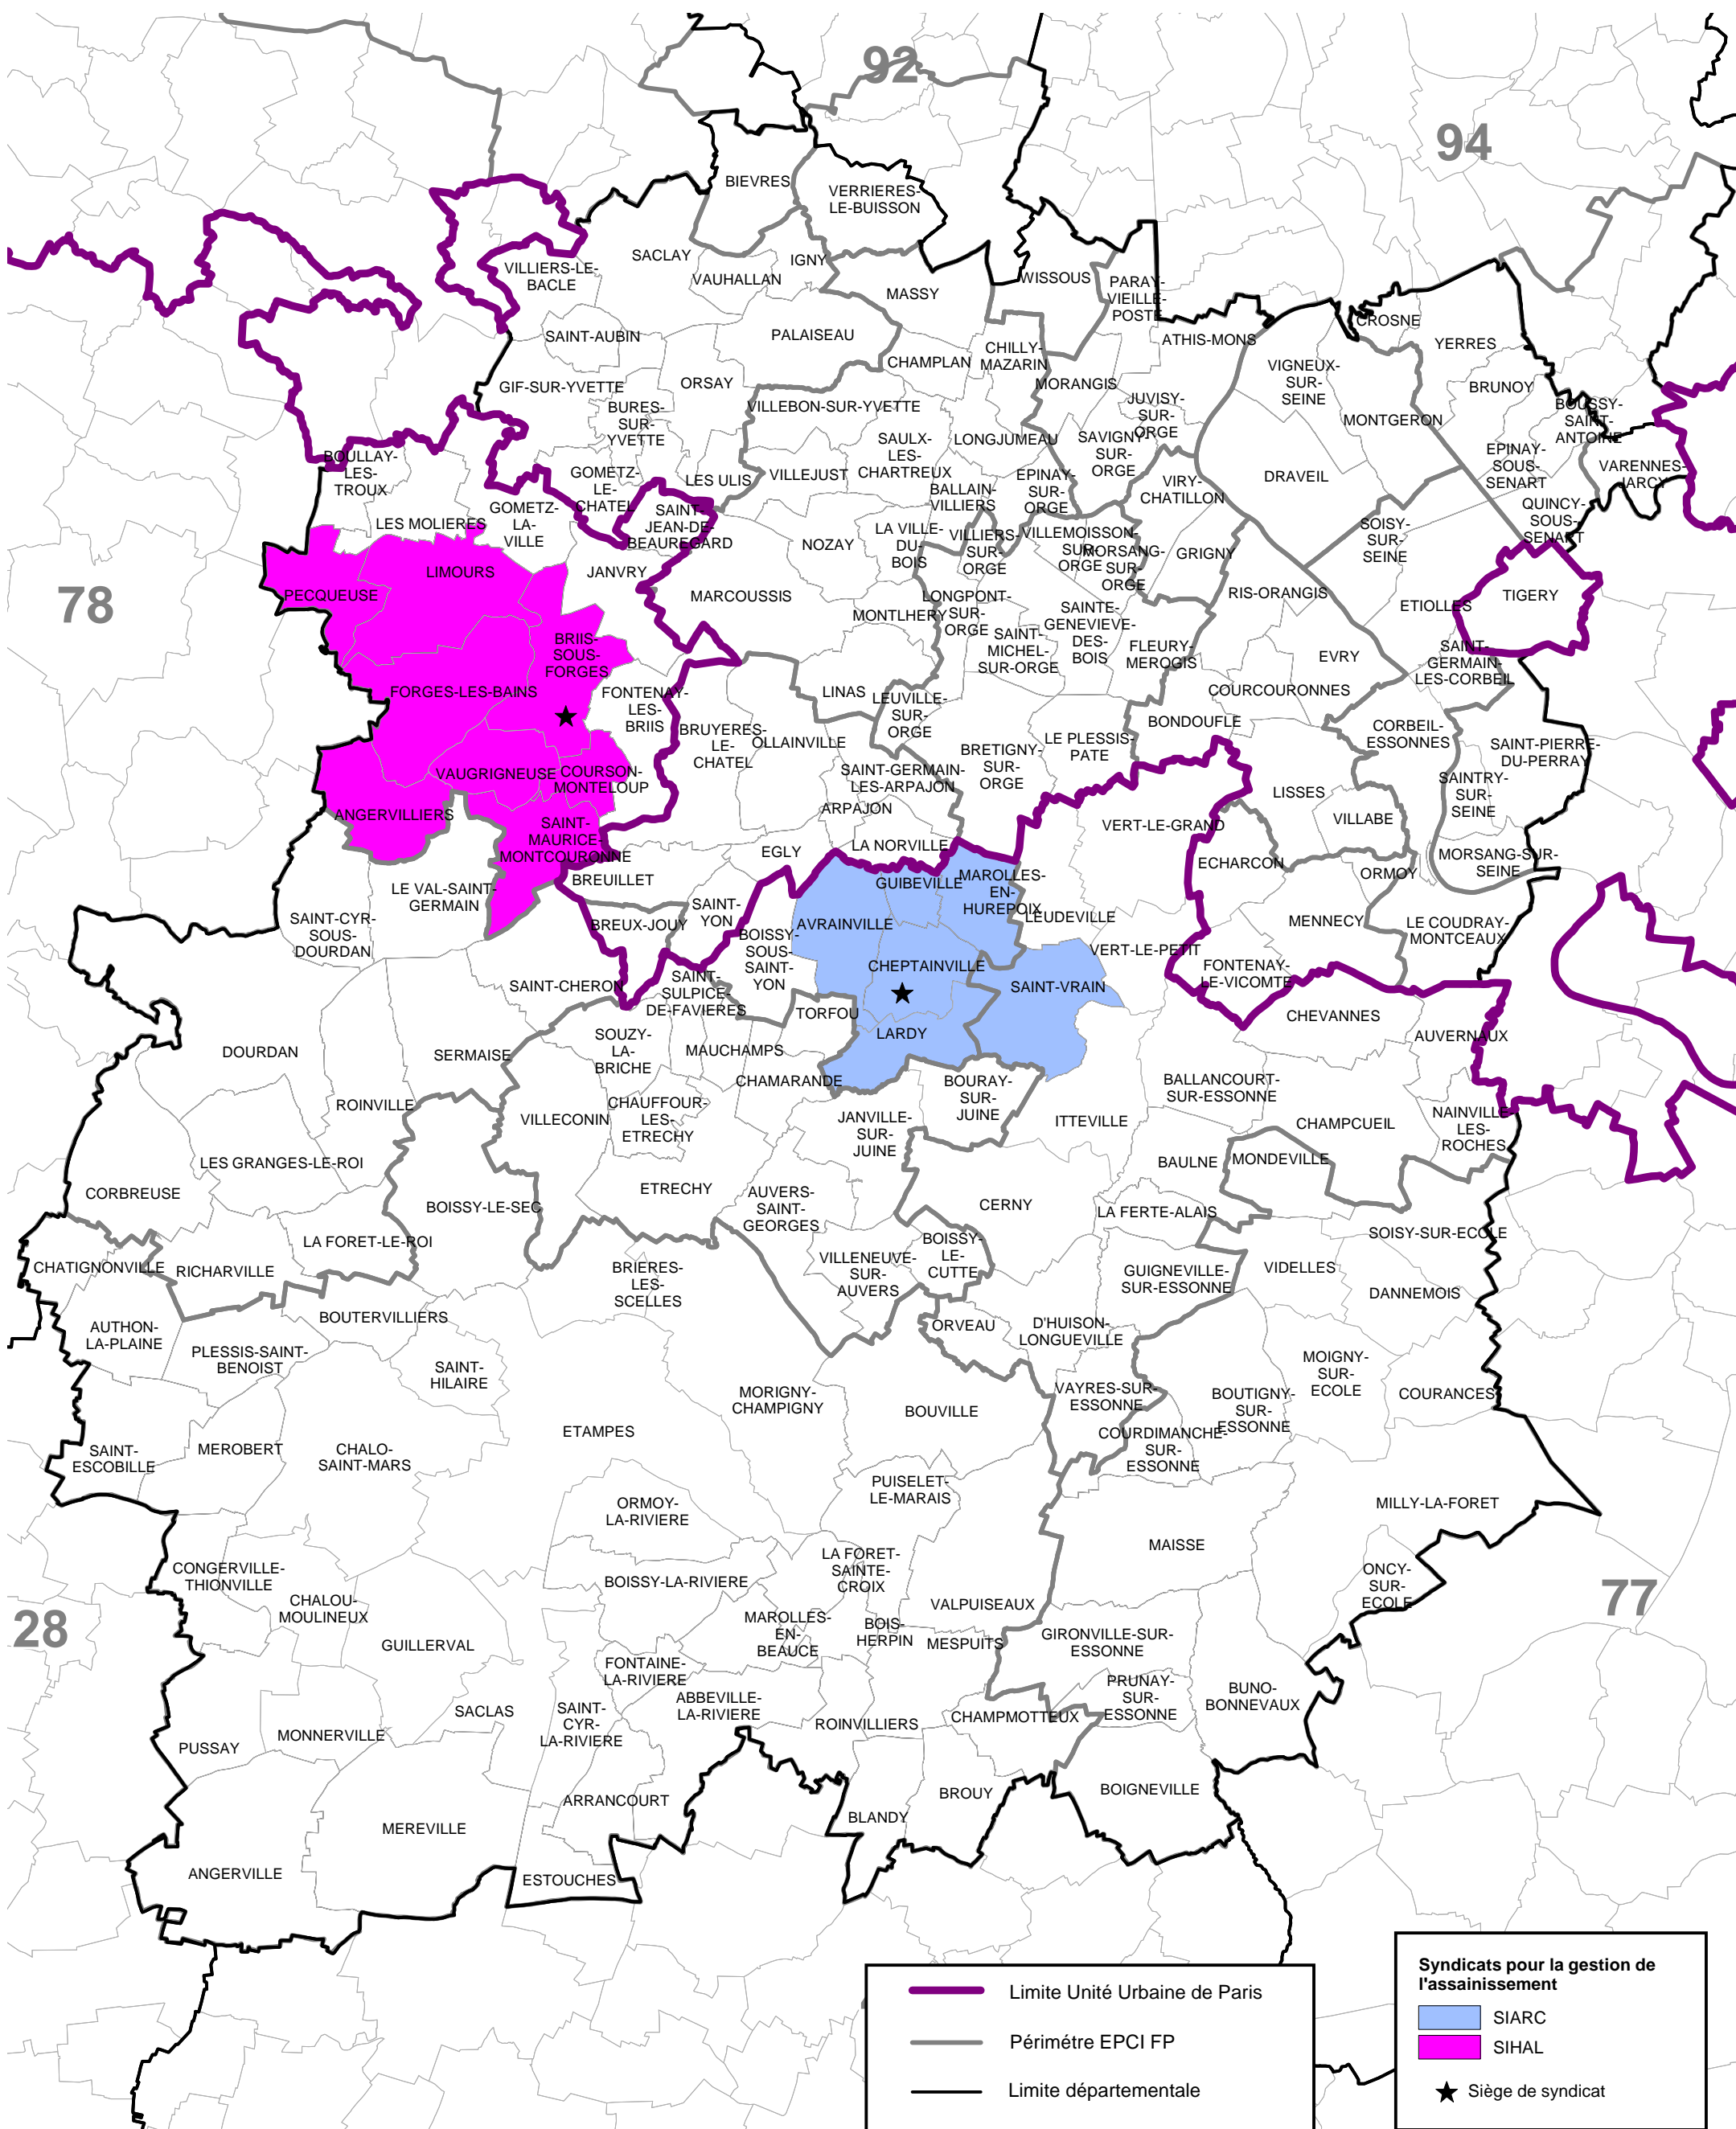 92
94
78
28
77
BIEVRES
VERRIERES-
LE-BUISSON
SACLAY
IGNY
VILLIERS-LE-
BACLE
VAUHALLAN
MASSY
WISSOUS
PARAY-
VIEILLE-
POSTE
SAINT-AUBIN
PALAISEAU
CHAMPLAN
CHILLY-
MAZARIN
ATHIS-MONS
CROSNE
YERRES
GIF-SUR-YVETTE
ORSAY
MORANGIS
VIGNEUX-
SUR-
SEINE
BRUNOY
BURES-
SUR-
YVETTE
VILLEBON-SUR-YVETTE
JUVISY-
SUR-
ORGE
MONTGERON
BOUSSY-
SAINT-
ANTOINE
SAULX-
LES-
CHARTREUX
LONGJUMEAU
SAVIGNY-
SUR-
ORGE
EPINAY-
SOUS-
SENART
VARENNES-
JARCY
BOULLAY-
LES-
TROUX
GOMETZ-
LE-
CHATEL
LES ULIS
VILLEJUST
BALLAIN-
VILLIERS
EPINAY-
SUR-
ORGE
VIRY-
CHATILLON
DRAVEIL
QUINCY-
SOUS-
SENART
LES MOLIERES
GOMETZ-
LA-
VILLE
SAINT-
JEAN-DE-
BEAUREGARD
NOZAY
LA VILLE-
DU-
BOIS
VILLIERS-
SUR-
ORGE
VILLEMOISSON-
SUR-
ORGE
MORSANG-
SUR-
ORGE
GRIGNY
SOISY-
SUR-
SEINE
LIMOURS
JANVRY
PECQUEUSE
MARCOUSSIS
MONTLHERY
LONGPONT-
SUR-
ORGE
SAINTE-
GENEVIEVE-
DES-
BOIS
RIS-ORANGIS
ETIOLLES
TIGERY
BRIIS-
SOUS-
FORGES
SAINT-
MICHEL-
SUR-ORGE
FLEURY-
MEROGIS
EVRY
SAINT-
GERMAIN-
LES-CORBEIL
FORGES-LES-BAINS
FONTENAY-
LES-
BRIIS
LINAS
LEUVILLE-
SUR-
ORGE
COURCOURONNES
BONDOUFLE
BRUYERES-
LE-
CHATEL
OLLAINVILLE
BRETIGNY-
SUR-
ORGE
LE PLESSIS-
PATE
CORBEIL-
ESSONNES
SAINT-PIERRE-
DU-PERRAY
VAUGRIGNEUSE
COURSON-
MONTELOUP
SAINT-GERMAIN-
LES-ARPAJON
SAINTRY-
SUR-
SEINE
LISSES
ANGERVILLIERS
SAINT-
MAURICE-
MONTCOURONNE
ARPAJON
VERT-LE-GRAND
VILLABE
EGLY
LA NORVILLE
ECHARCON
MORSANG-SUR-
SEINE
BREUILLET
GUIBEVILLE
MAROLLES-
EN-
HUREPOIX
ORMOY
LE VAL-SAINT-
GERMAIN
SAINT-CYR-
SOUS-
DOURDAN
SAINT-
YON
BREUX-JOUY
AVRAINVILLE
LEUDEVILLE
MENNECY
LE COUDRAY-
MONTCEAUX
BOISSY-
SOUS-
SAINT-
YON
VERT-LE-PETIT
CHEPTAINVILLE
SAINT-VRAIN
FONTENAY-
LE-VICOMTE
SAINT-CHERON
SAINT-
SULPICE-
DE-FAVIERES
TORFOU
CHEVANNES
AUVERNAUX
LARDY
DOURDAN
SERMAISE
SOUZY-
LA-
BRICHE
MAUCHAMPS
CHAMARANDE
BOURAY-
SUR-
JUINE
BALLANCOURT-
SUR-ESSONNE
ROINVILLE
VILLECONIN
CHAUFFOUR-
LES-
ETRECHY
JANVILLE-
SUR-
JUINE
ITTEVILLE
CHAMPCUEIL
NAINVILLE-
LES-
ROCHES
LES GRANGES-LE-ROI
BAULNE
MONDEVILLE
CORBREUSE
BOISSY-LE-SEC
ETRECHY
AUVERS-
SAINT-
GEORGES
CERNY
LA FERTE-ALAIS
SOISY-SUR-ECOLE
LA FORET-LE-ROI
CHATIGNONVILLE
RICHARVILLE
BRIERES-
LES-
SCELLES
VILLENEUVE-
SUR-
AUVERS
BOISSY-
LE-
CUTTE
GUIGNEVILLE-
SUR-ESSONNE
VIDELLES
DANNEMOIS
BOUTERVILLIERS
AUTHON-
LA-PLAINE
ORVEAU
D'HUISON-
LONGUEVILLE
PLESSIS-SAINT-
BENOIST
SAINT-
HILAIRE
MORIGNY-
CHAMPIGNY
BOUVILLE
VAYRES-SUR-
ESSONNE
BOUTIGNY-
SUR-
ESSONNE
MOIGNY-
SUR-
ECOLE
COURANCES
SAINT-
ESCOBILLE
MEROBERT
CHALO-
SAINT-MARS
ETAMPES
COURDIMANCHE-
SUR-
ESSONNE
PUISELET-
LE-MARAIS
ORMOY-
LA-RIVIERE
MILLY-LA-FORET
MAISSE
CONGERVILLE-
THIONVILLE
LA FORET-
SAINTE-
CROIX
BOISSY-LA-RIVIERE
ONCY-
SUR-
ECOLE
CHALOU-
MOULINEUX
VALPUISEAUX
GUILLERVAL
MAROLLES-
EN-
BEAUCE
BOIS-
HERPIN
MESPUITS
GIRONVILLE-SUR-
ESSONNE
FONTAINE-
LA-RIVIERE
PRUNAY-
SUR-
ESSONNE
BUNO-
BONNEVAUX
SACLAS
SAINT-
CYR-
LA-RIVIERE
ABBEVILLE-
LA-RIVIERE
ROINVILLIERS
CHAMPMOTTEUX
PUSSAY
MONNERVILLE
ARRANCOURT
BROUY
BOIGNEVILLE
BLANDY
MEREVILLE
ANGERVILLE
ESTOUCHES
Limite Unité Urbaine de Paris
Périmétre EPCI FP
Limite départementale
Syndicats pour la gestion de
l'assainissement
SIARC
SIHAL
Siège de syndicat